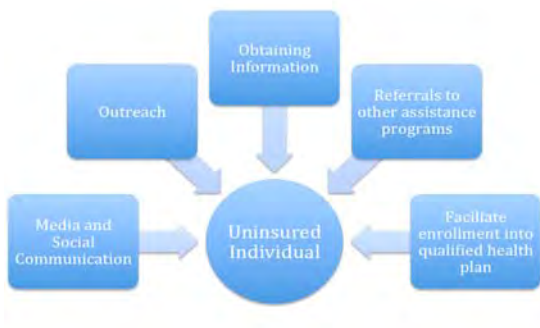 Obtaining
Information
Outreach
Referrals to
other assistance
programs
Media and
Social
Communication
Uninsured
Individual
Faciliate
enrollment into
qualified health
plan